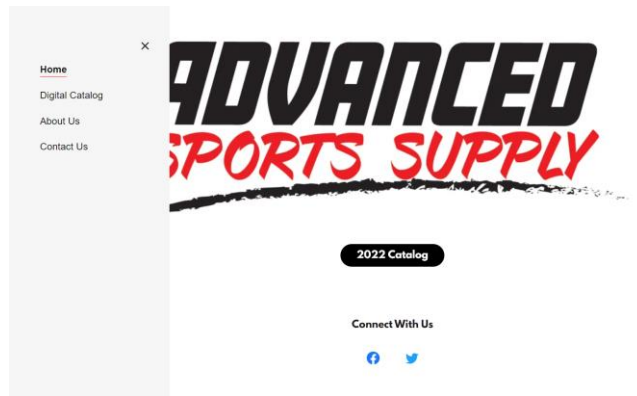 Home
Digital Catalog
About Us
Contact Us
ADVANCED
SPORTS SUPPLY
2022 Catalog
Connect With Us